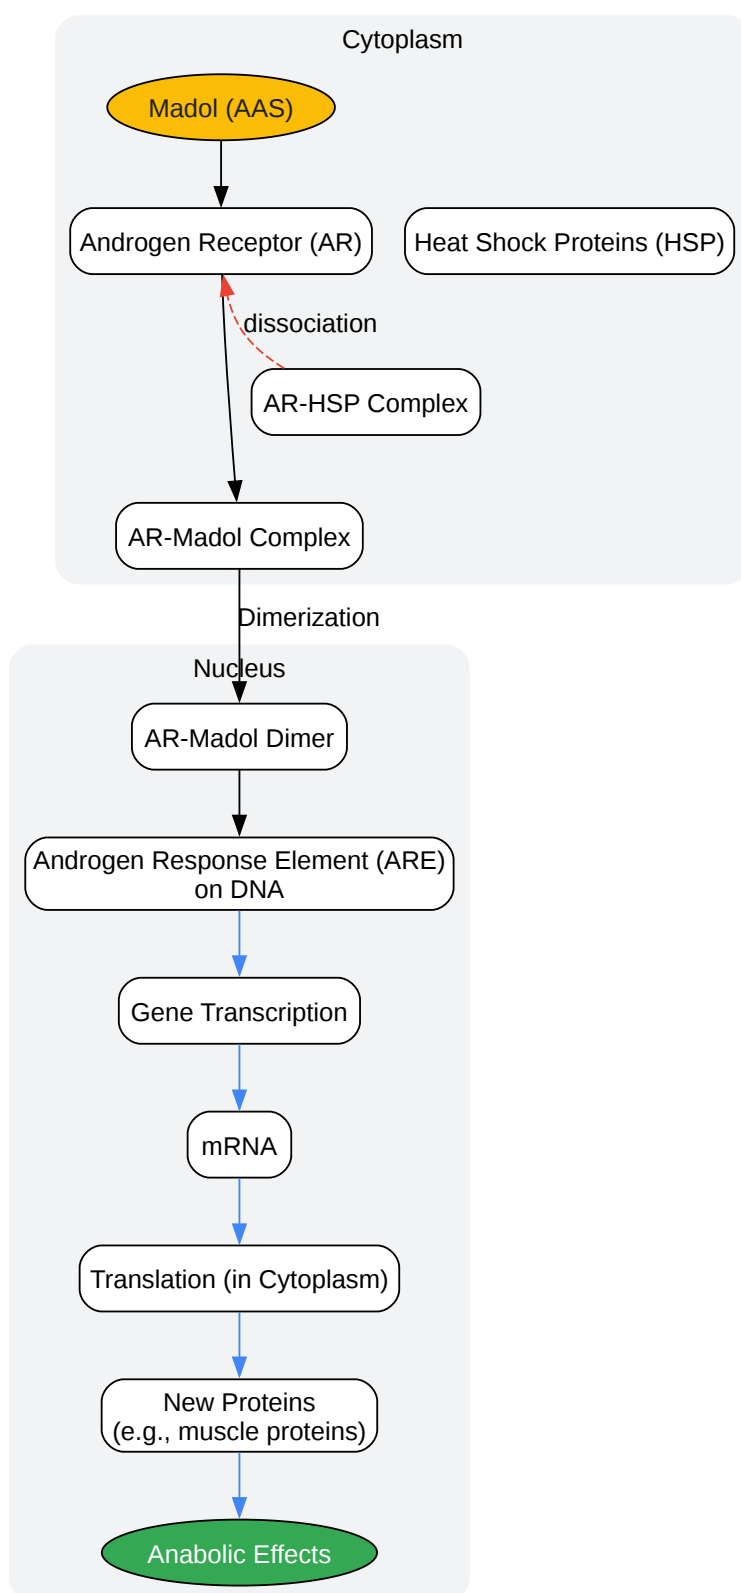 Cytoplasm
Madol (AAS)
Androgen Receptor (AR)
Heat Shock Proteins (HSP)
dissociation
AR-HSP Complex
AR-Madol Complex
Dimerization
Nucleus
AR-Madol Dimer
Androgen Response Element (ARE)
on DNA
Gene Transcription
mRNA
Translation (in Cytoplasm)
New Proteins
(e.g., muscle proteins)
Anabolic Effects